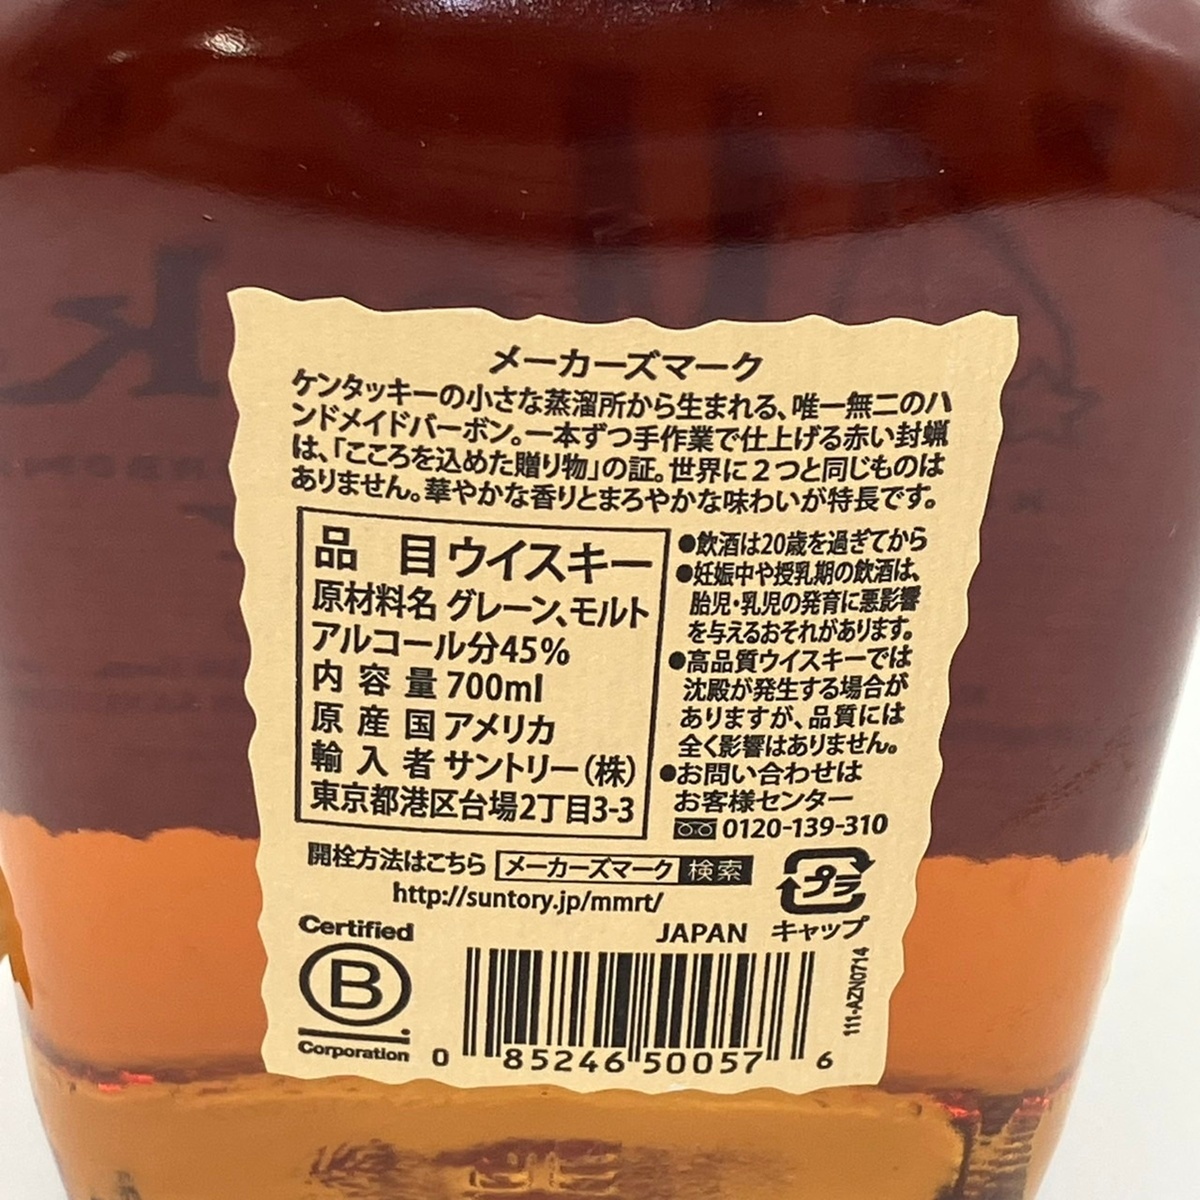 メーカーズマーク
ケンタッキーの小さな蒸溜所から生まれる、唯一無二のハ
ンドメイドバーボン。一本ずつ手作業で仕上げる赤い封蝋
は、「こころを込めた贈り物」の証。世界に2つと同じものは
ありません。華やかな香りとまろやかな味わいが特長です。
品 目 ウイスキー
原材料名 グレーン、モルト
アルコール分45%
内 容 量 700ml
原 産 国 アメリカ
輸 入 者 サントリー(株)
東京都港区台場2丁目3-3
●飲酒は20歳を過ぎてから
●妊娠中や授乳期の飲酒は、
胎児・乳児の発育に悪影響
を与えるおそれがあります。
●高品質ウイスキーでは
沈殿が発生する場合が
ありますが、品質には
全く影響はありません。
●お問い合わせは
お客様センター
0120-139-310
開栓方法はこちら メーカーズマーク 検索
http://suntory.jp/mmrt/
プラ
JAPAN キャップ
Certified
B
Corporation
0 85246 50057 6
111-AZN0714